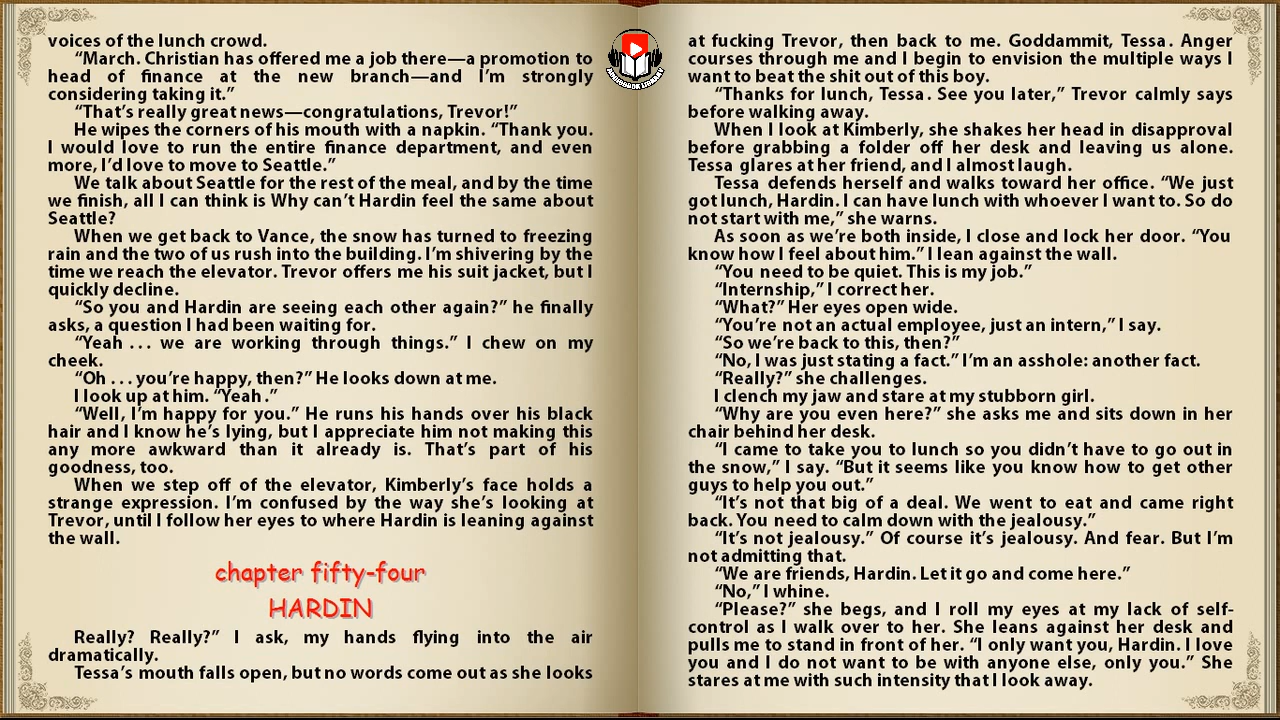 voices of the lunch crowd.
“March. Christian has offered me a job there—a promotion to
head of finance at the new branch—and I’m strongly
considering taking it.”
“That’s really great news—congratulations, Trevor!”
He wipes the corners of his mouth with a napkin. “Thank you.
I would love to run the entire finance department, and even
more, I’d love to move to Seattle.”
We talk about Seattle for the rest of the meal, and by the time
we finish, all I can think is Why can’t Hardin feel the same about
Seattle?
When we get back to Vance, the snow has turned to freezing
rain and the two of us rush into the building. I’m shivering by the
time we reach the elevator. Trevor offers me his suit jacket, but I
quickly decline.
“So you and Hardin are seeing each other again?” he finally
asks, a question I had been waiting for.
“Yeah . . . we are working through things.” I chew on my
cheek.
“Oh . . . you’re happy, then?” He looks down at me.
I look up at him. “Yeah.”
“Well, I’m happy for you.” He runs his hands over his black
hair and I know he’s lying, but I appreciate him not making this
any more awkward than it already is. That’s part of his
goodness, too.
When we step off of the elevator, Kimberly’s face holds a
strange expression. I’m confused by the way she’s looking at
Trevor, until I follow her eyes to where Hardin is leaning against
the wall.
chapter fifty-four
HARDIN
Really? Really?” I ask, my hands flying into the air
dramatically.
Tessa’s mouth falls open, but no words come out as she looks
at fucking Trevor, then back to me. Goddammit, Tessa. Anger
courses through me and I begin to envision the multiple ways I
want to beat the shit out of this boy.
“Thanks for lunch, Tessa. See you later,” Trevor calmly says
before walking away.
When I look at Kimberly, she shakes her head in disapproval
before grabbing a folder off her desk and leaving us alone.
Tessa glares at her friend, and I almost laugh.
Tessa defends herself and walks toward her office. “We just
got lunch, Hardin. I can have lunch with whoever I want to. So do
not start with me,” she warns.
As soon as we’re both inside, I close and lock her door. “You
know how I feel about him.” I lean against the wall.
“You need to be quiet. This is my job.”
“Internship,” I correct her.
“What?” Her eyes open wide.
“You’re not an actual employee, just an intern,” I say.
“So we’re back to this, then?”
“No, I was just stating a fact.” I’m an asshole: another fact.
“Really?” she challenges.
I clench my jaw and stare at my stubborn girl.
“Why are you even here?” she asks me and sits down in her
chair behind her desk.
“I came to take you to lunch so you didn’t have to go out in
the snow,” I say. “But it seems like you know how to get other
guys to help you out.”
“It’s not that big of a deal. We went to eat and came right
back. You need to calm down with the jealousy.”
“It’s not jealousy.” Of course it’s jealousy. And fear. But I’m
not admitting that.
“We are friends, Hardin. Let it go and come here.”
“No,” I whine.
“Please?” she begs, and I roll my eyes at my lack of self-
control as I walk over to her. She leans against her desk and
pulls me to stand in front of her. “I only want you, Hardin. I love
you and I do not want to be with anyone else, only you.” She
stares at me with such intensity that I look away.